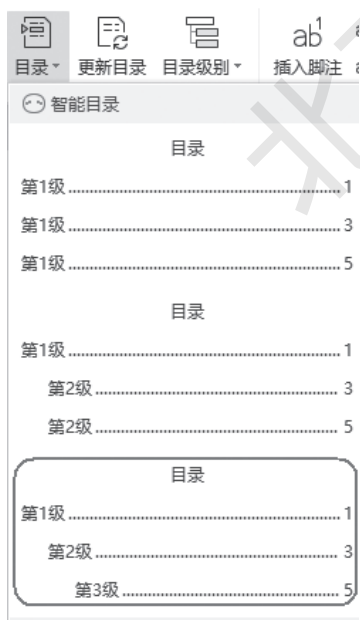 目录 更新目录 目录级别 插入脚注
智能目录
目录
第1级 1
第1级 3
第1级 5
目录
第1级 1
第2级 3
第2级 5
目录
第1级 1
第2级 3
第3级 5